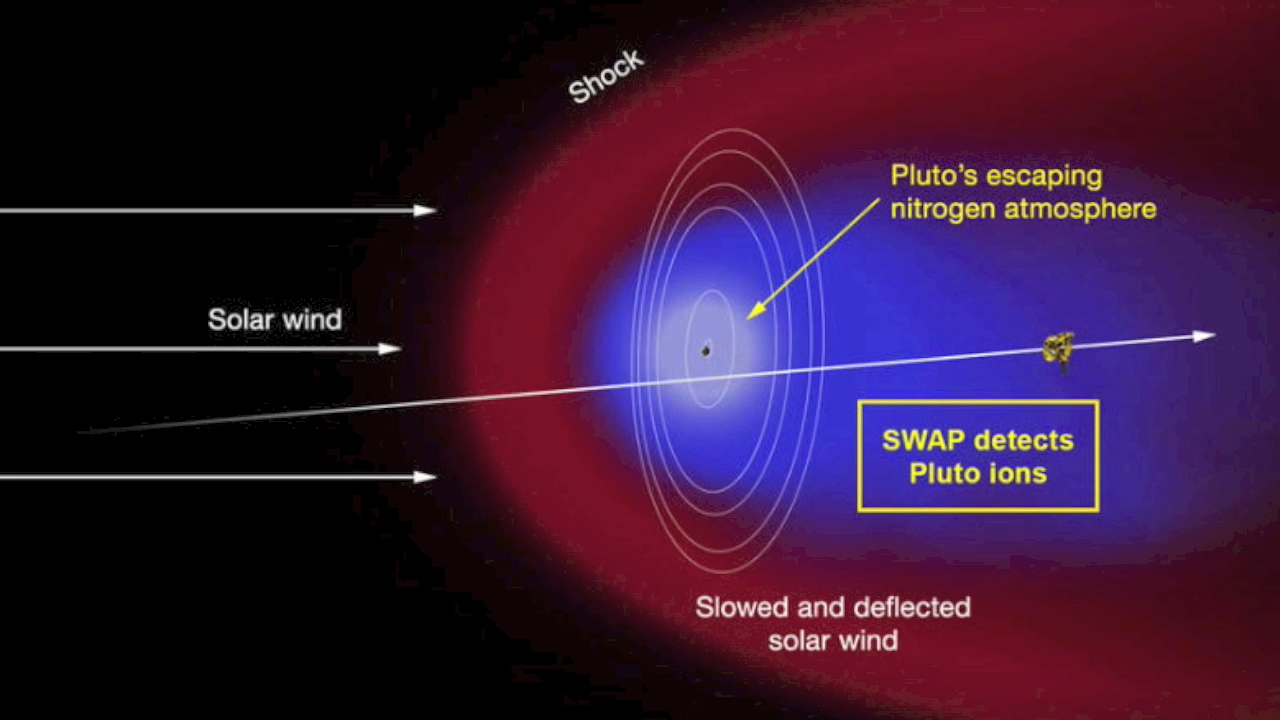 Shock
Pluto’s escaping
nitrogen atmosphere
Solar wind
SWAP detects
Pluto ions
Slowed and deflected
solar wind